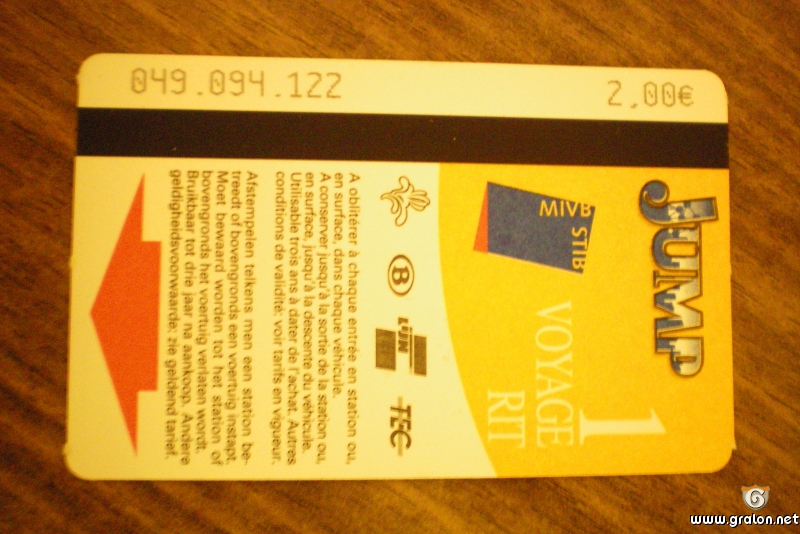 049.094.122
2,00€
JUMP
1
VOYAGE
RIT
MIVB
STIB
B
LIJN
TEC
A oblitérer à chaque entrée en station ou,
en surface, dans chaque véhicule.
A conserver jusqu'à la sortie de la station ou,
en surface, jusqu'à la descente du véhicule.
Utilisable trois ans à dater de l'achat. Autres
conditions de validité: voir tarifs en vigueur.
Afstempelen telkens men een station be-
treedt of bovengronds een voertuig instapt.
Moet bewaard worden tot het station of
bovengronds het voertuig verlaten wordt.
Bruikbaar tot drie jaar na aankoop. Andere
geldigheidsvoorwaarde: zie geldend tarief.
G
www.gralon.net